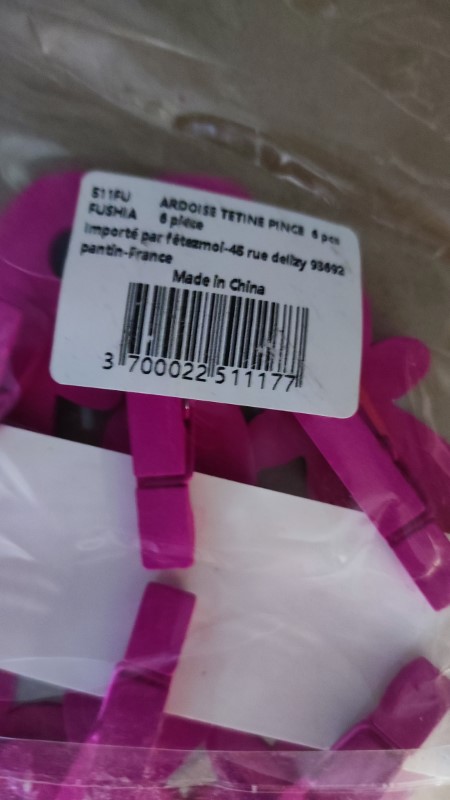 511FU ARDOISE TETINE PINCE 6 pcs
FUSHIA 6 pièce
Importé par fêtezmoi-45 rue delizy 93692
pantin-France
Made in China
3 700022 511177